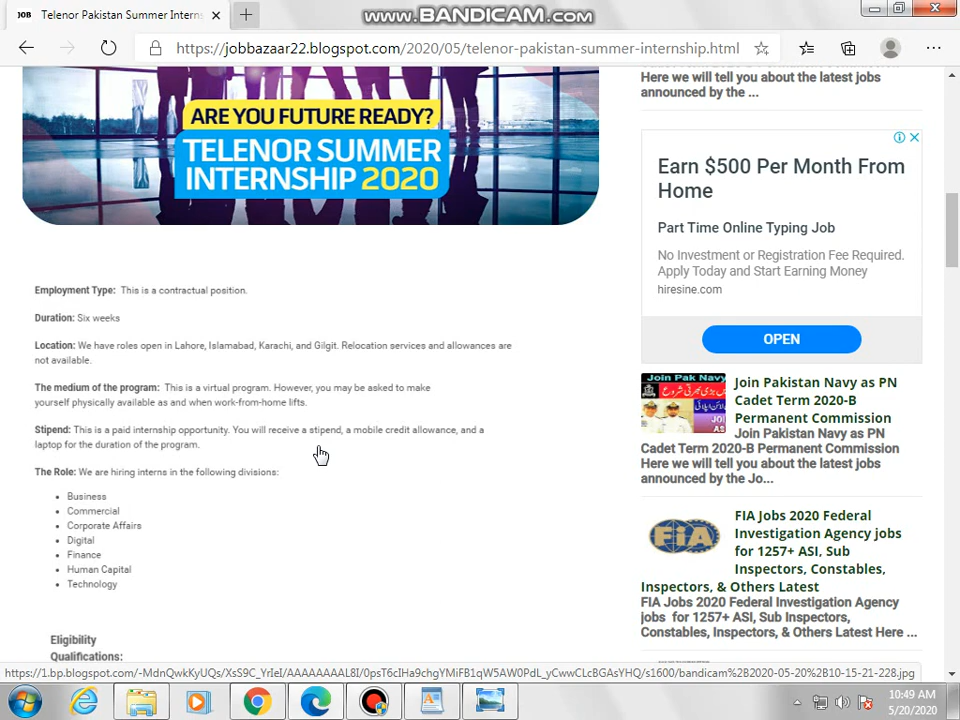 JOB Telenor Pakistan Summer Intern
WWW.BANDICAM.COM
https://jobbazaar22.blogspot.com/2020/05/telenor-pakistan-summer-internship.html
ARE YOU FUTURE READY?
TELENOR SUMMER
INTERNSHIP 2020
Employment Type: This is a contractual position.
Duration: Six weeks
Location: We have roles open in Lahore, Islamabad, Karachi, and Gilgit. Relocation services and allowances are
not available.
The medium of the program: This is a virtual program. However, you may be asked to make
yourself physically available as and when work-from-home lifts.
Stipend: This is a paid internship opportunity. You will receive a stipend, a mobile credit allowance, and a
laptop for the duration of the program.
The Role: We are hiring interns in the following divisions:
• Business
• Commercial
• Corporate Affairs
• Digital
• Finance
• Human Capital
• Technology
Eligibility
Qualifications:
Here we will tell you about the latest jobs
announced by the ...
Earn $500 Per Month From
Home
Part Time Online Typing Job
No Investment or Registration Fee Required.
Apply Today and Start Earning Money
hiresine.com
OPEN
Join Pak Navy
Join Pakistan Navy as PN
Cadet Term 2020-B
Permanent Commission
Join Pakistan Navy as PN
Cadet Term 2020-B Permanent Commission
Here we will tell you about the latest jobs
announced by the Jo...
FiA
FIA Jobs 2020 Federal
Investigation Agency jobs
for 1257+ ASI, Sub
Inspectors, Constables,
Inspectors, & Others Latest
FIA Jobs 2020 Federal Investigation Agency
jobs for 1257+ ASI, Sub Inspectors,
Constables, Inspectors, & Others Latest Here ...
10:49 AM
5/20/2020